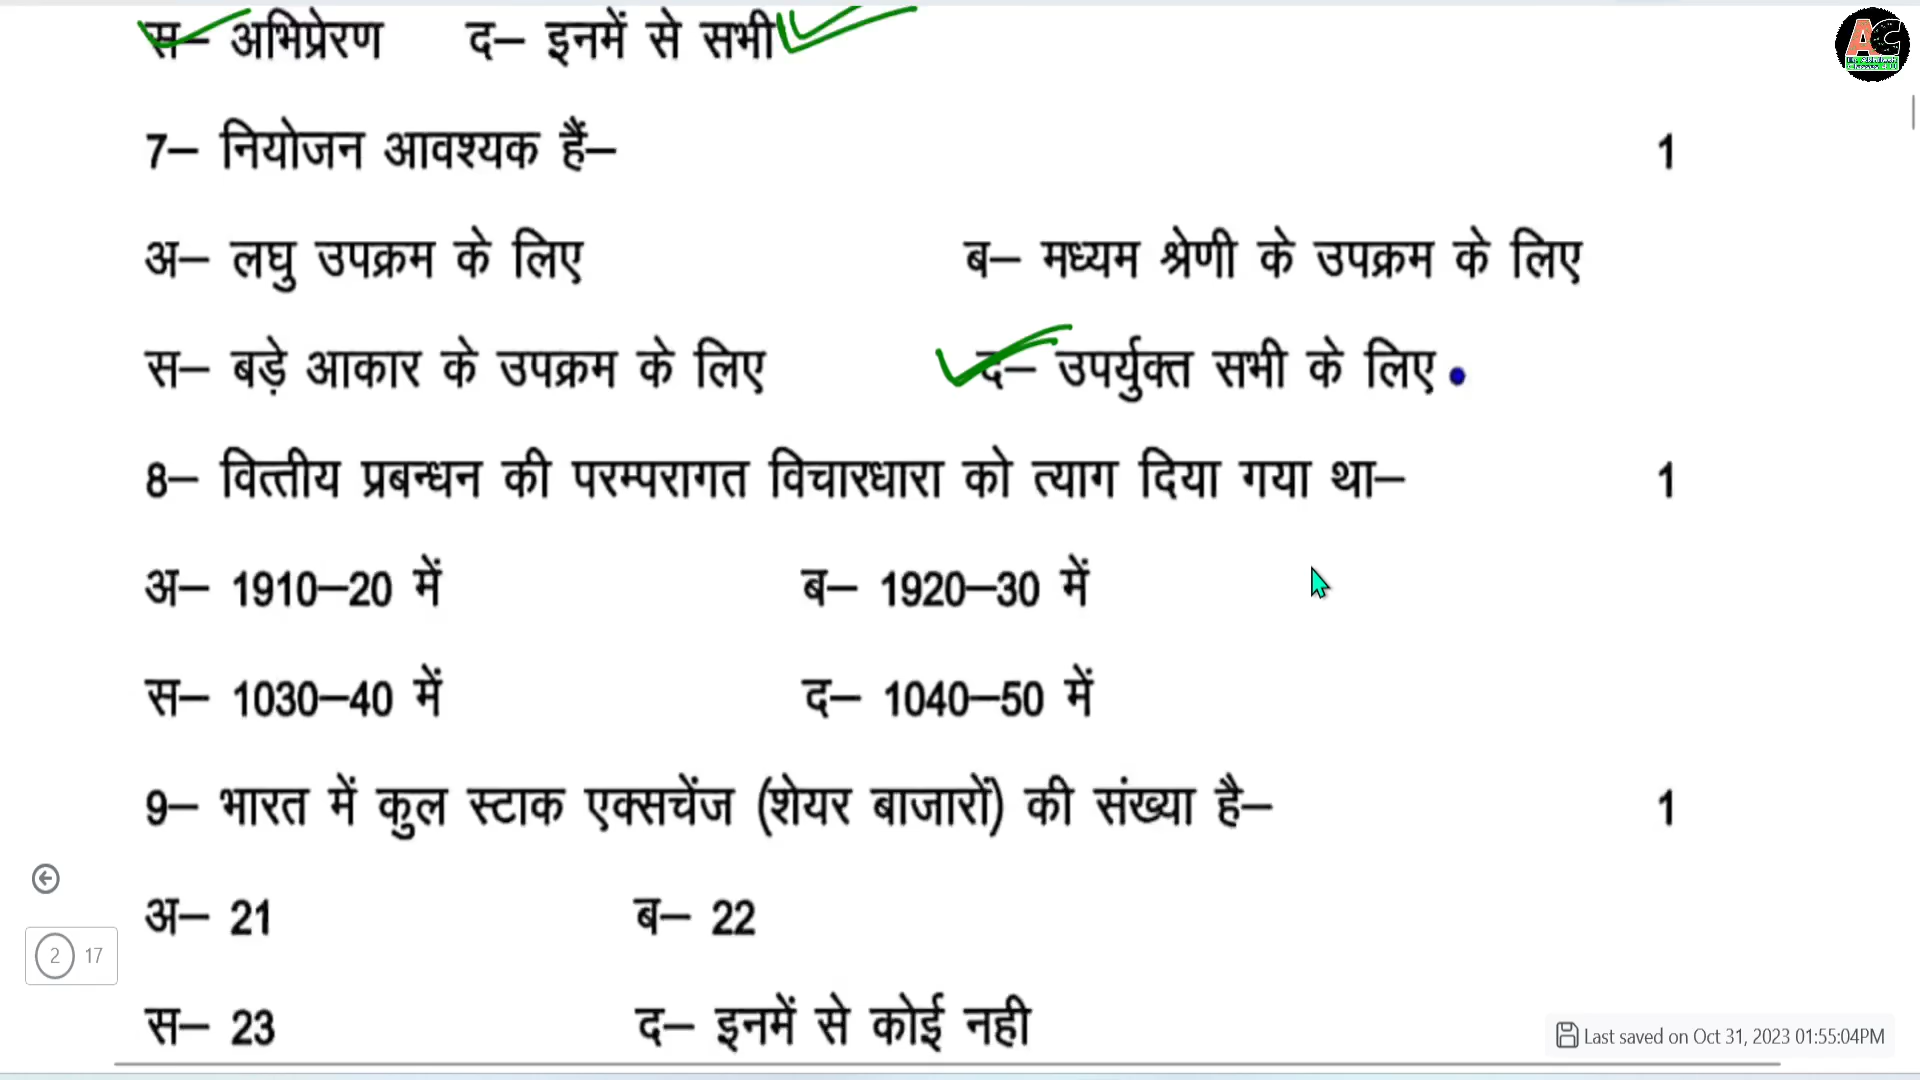 स– अभिप्रेरण द– इनमें से सभी
7– नियोजन आवश्यक हैं– 1
अ– लघु उपक्रम के लिए ब– मध्यम श्रेणी के उपक्रम के लिए
स– बड़े आकार के उपक्रम के लिए द– उपर्युक्त सभी के लिए
8– वित्तीय प्रबन्धन की परम्परागत विचारधारा को त्याग दिया गया था– 1
अ– 1910–20 में ब– 1920–30 में
स– 1030–40 में द– 1040–50 में
9– भारत में कुल स्टाक एक्सचेंज (शेयर बाजारों) की संख्या है– 1
अ– 21 ब– 22
2 17
स– 23 द– इनमें से कोई नही
Last saved on Oct 31, 2023 01:55:04PM
AC